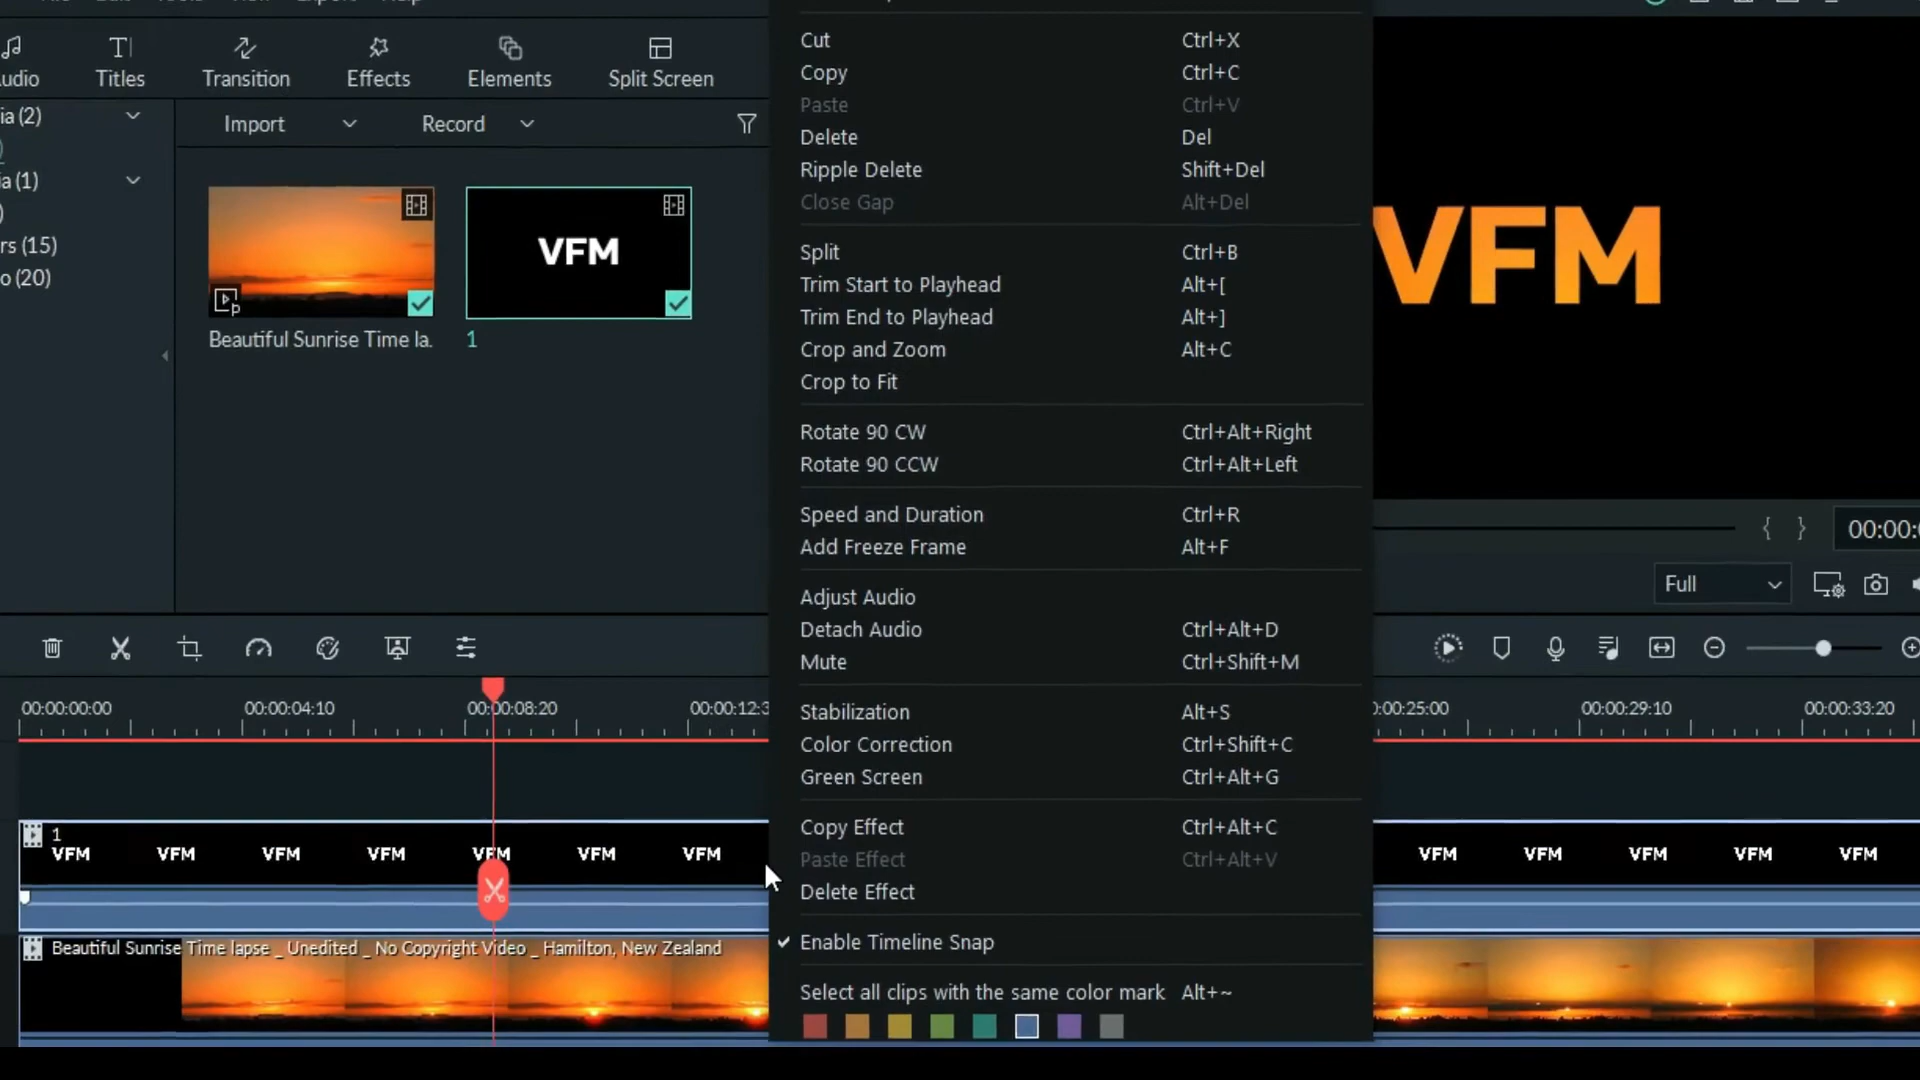 Titles
Transition
Effects
Elements
Split Screen
Import
Record
(2)
(1)
(15)
(20)
VFM
Beautiful Sunrise Time la.
1
Cut Ctrl+X
Copy Ctrl+C
Paste Ctrl+V
Delete Del
Ripple Delete Shift+Del
Close Gap Alt+Del
Split Ctrl+B
Trim Start to Playhead Alt+[
Trim End to Playhead Alt+]
Crop and Zoom Alt+C
Crop to Fit
Rotate 90 CW Ctrl+Alt+Right
Rotate 90 CCW Ctrl+Alt+Left
Speed and Duration Ctrl+R
Add Freeze Frame Alt+F
Adjust Audio
Detach Audio Ctrl+Alt+D
Mute Ctrl+Shift+M
Stabilization Alt+S
Color Correction Ctrl+Shift+C
Green Screen Ctrl+Alt+G
Copy Effect Ctrl+Alt+C
Paste Effect Ctrl+Alt+V
Delete Effect
Enable Timeline Snap
Select all clips with the same color mark Alt+~
VFM
{ } 00:00:
Full
00:00:00:00 00:00:04:10 00:00:08:20 00:00:12:3 0:00:25:00 00:00:29:10 00:00:33:20
1
VFM VFM VFM VFM VFM VFM VFM VFM VFM VFM VFM VFM
Beautiful Sunrise Time lapse _ Unedited _ No Copyright Video _ Hamilton, New Zealand